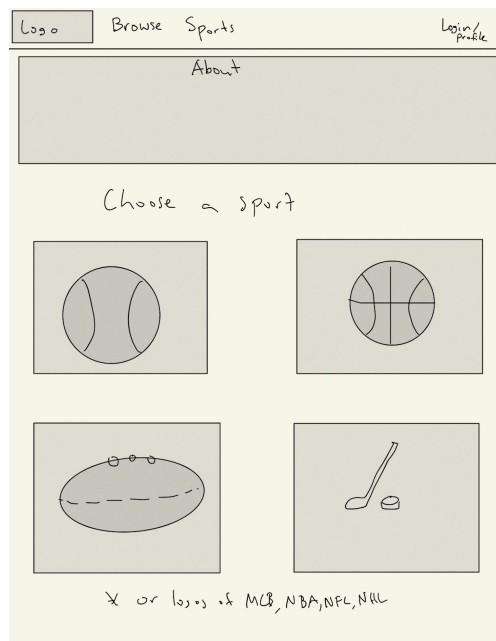 Logo Browse Sports Login/
profile
About
Choose a sport
* or logos of MLB, NBA, NFL, NHL